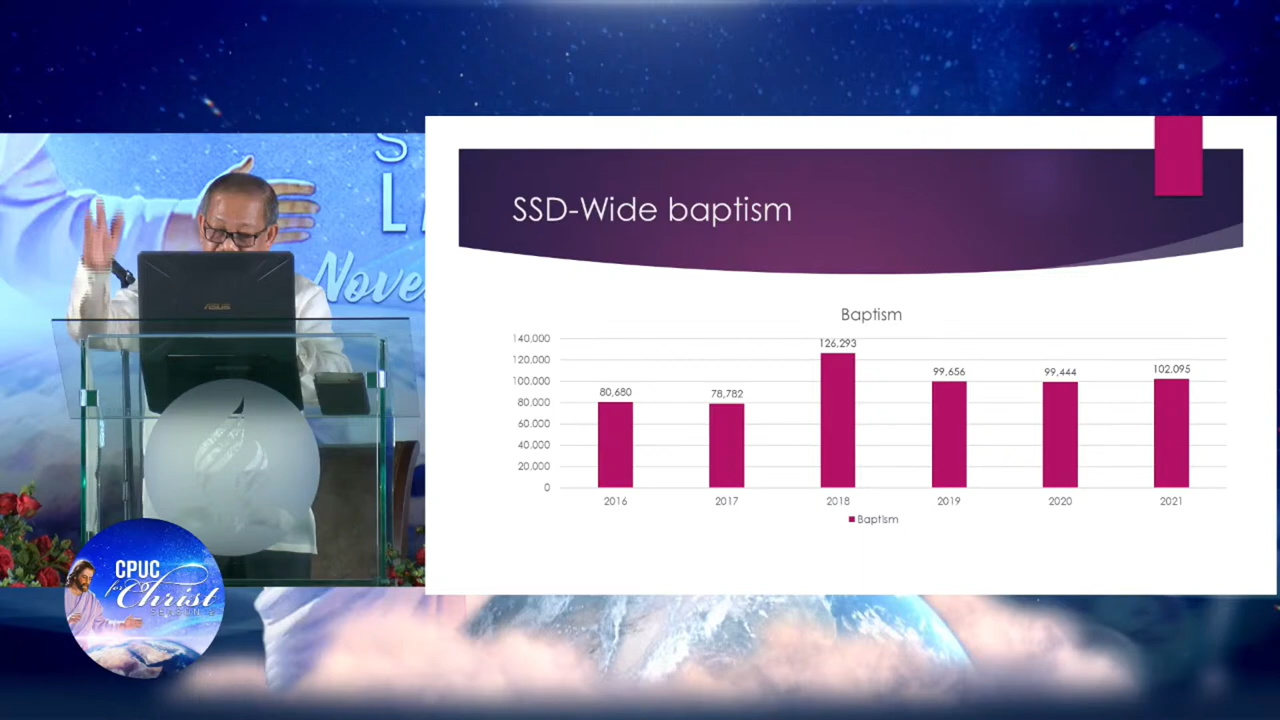 S
L
Nove
ASUS
CPUC
for Christ
SSD-Wide baptism
Baptism
140,000
120,000
100,000
80,000
60,000
40,000
20,000
0
80,680
78,782
126,293
99,656
99,444
102,095
2016
2017
2018
2019
2020
2021
Baptism